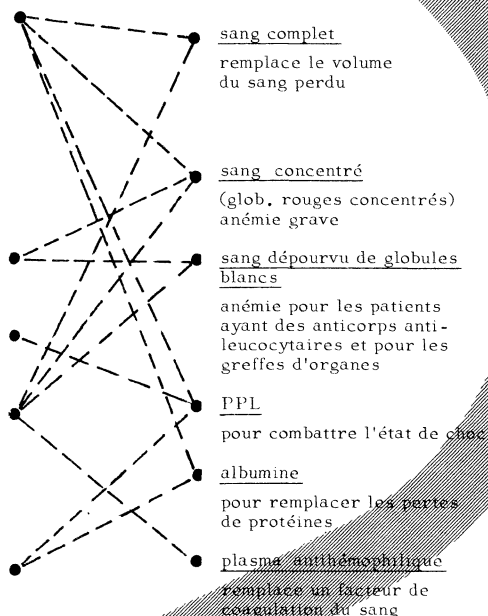 sang complet
remplace le volume
du sang perdu
sang concentré
(glob. rouges concentrés)
anémie grave
sang dépourvu de globules
blancs
anémie pour les patients
ayant des anticorps anti-
leucocytaires et pour les
greffes d'organes
PPL
pour combattre l'état de choc
albumine
pour remplacer les pertes
de protéines
plasma antihémophilique
remplace un facteur de
coagulation du sang